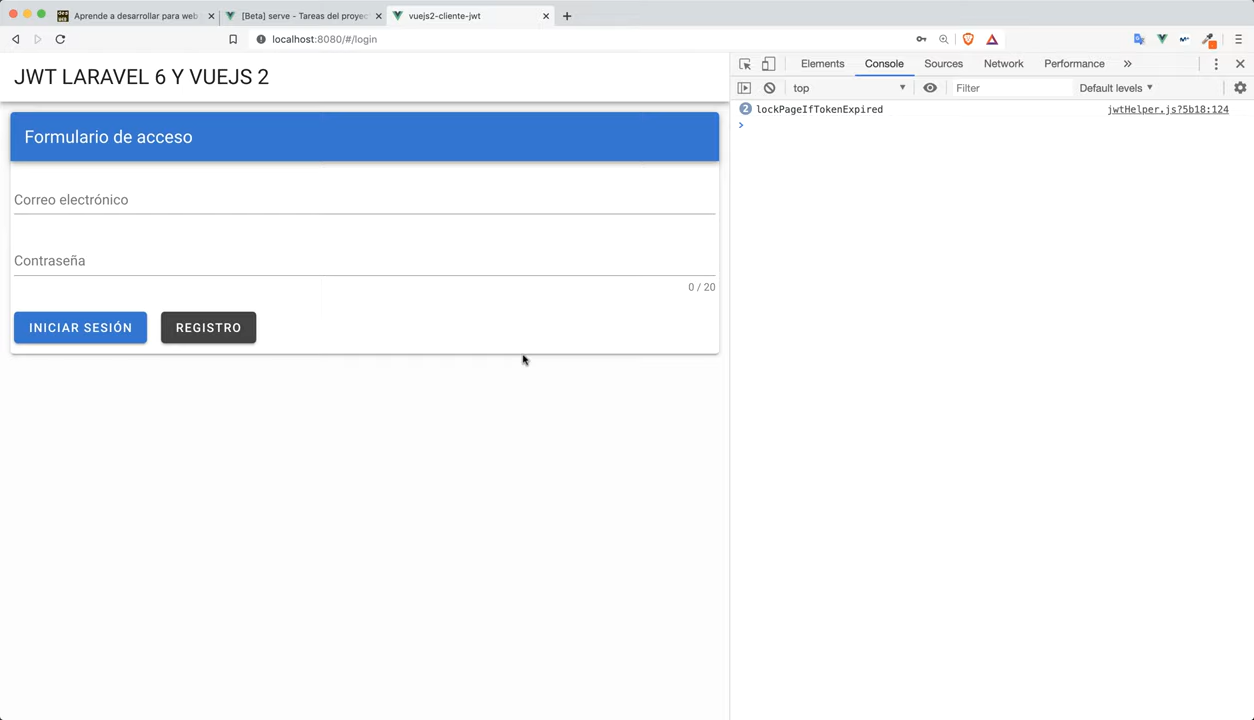 Aprende a desarrollar para web
[Beta] serve - Tareas del proyec
vuejs2-cliente-jwt
localhost:8080/#/login
JWT LARAVEL 6 Y VUEJS 2
Formulario de acceso
Correo electrónico
Contraseña
0 / 20
INICIAR SESIÓN REGISTRO
Elements Console Sources Network Performance »
top Filter Default levels
2 lockPageIfTokenExpired jwtHelper.js?5b18:124
>